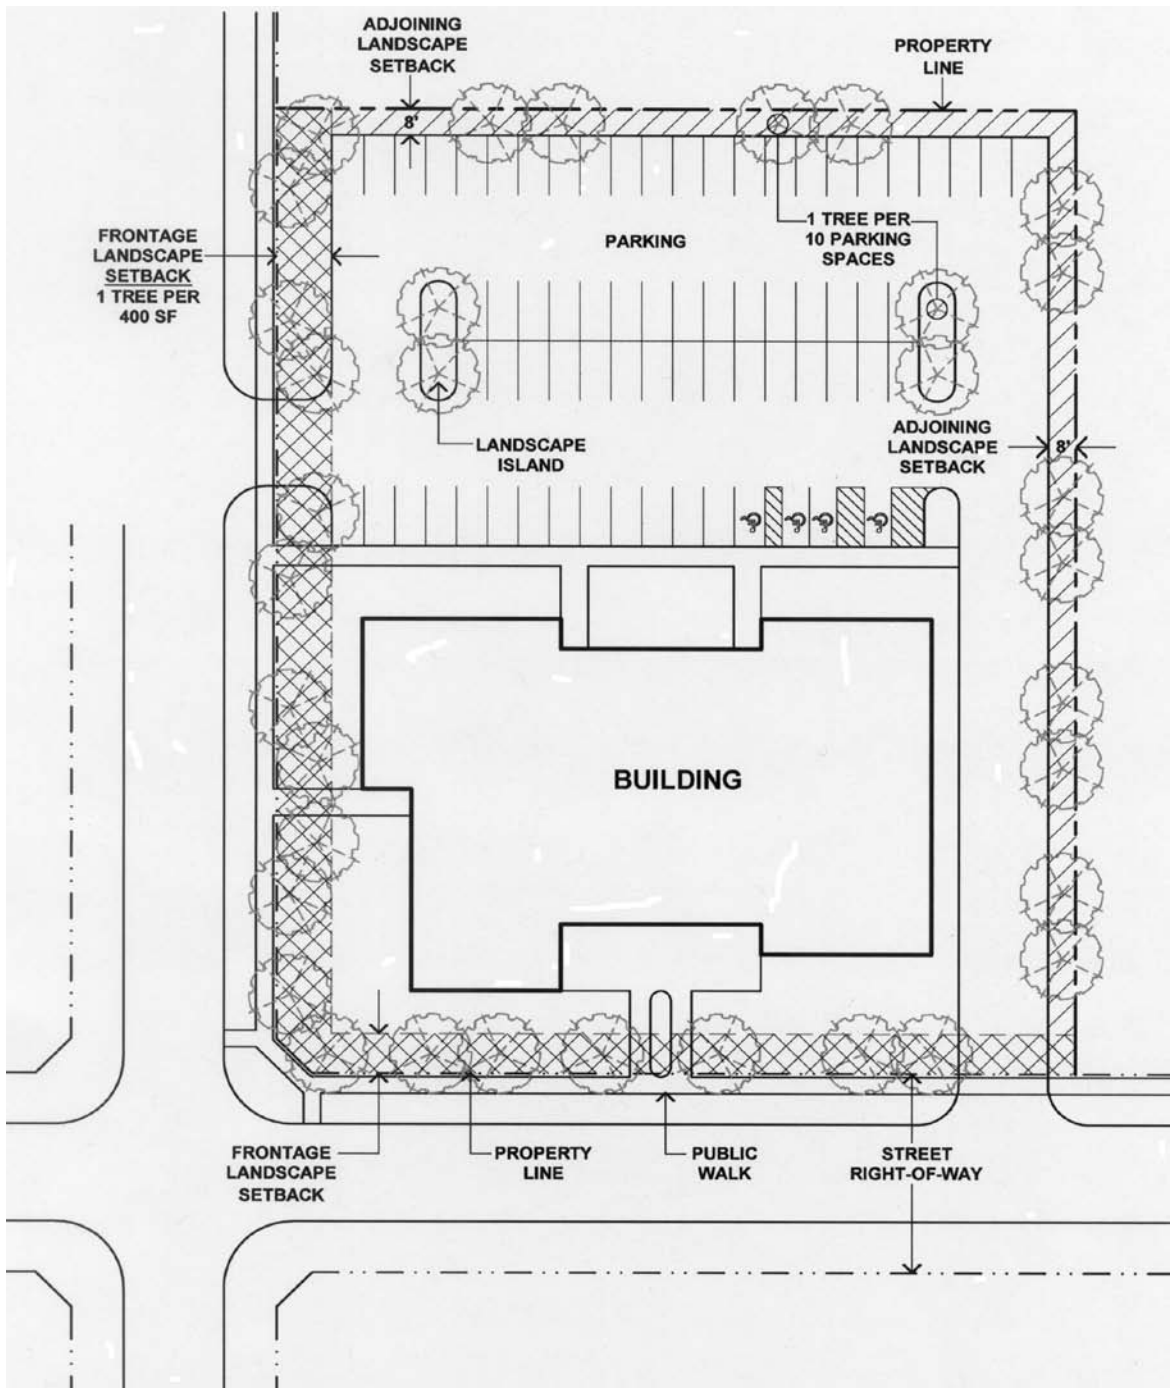 ADJOINING
LANDSCAPE
SETBACK
PROPERTY
LINE
8'
1 TREE PER
10 PARKING
SPACES
PARKING
FRONTAGE
LANDSCAPE
SETBACK
1 TREE PER
400 SF
LANDSCAPE
ISLAND
ADJOINING
LANDSCAPE
SETBACK
8'
BUILDING
FRONTAGE
LANDSCAPE
SETBACK
PROPERTY
LINE
PUBLIC
WALK
STREET
RIGHT-OF-WAY